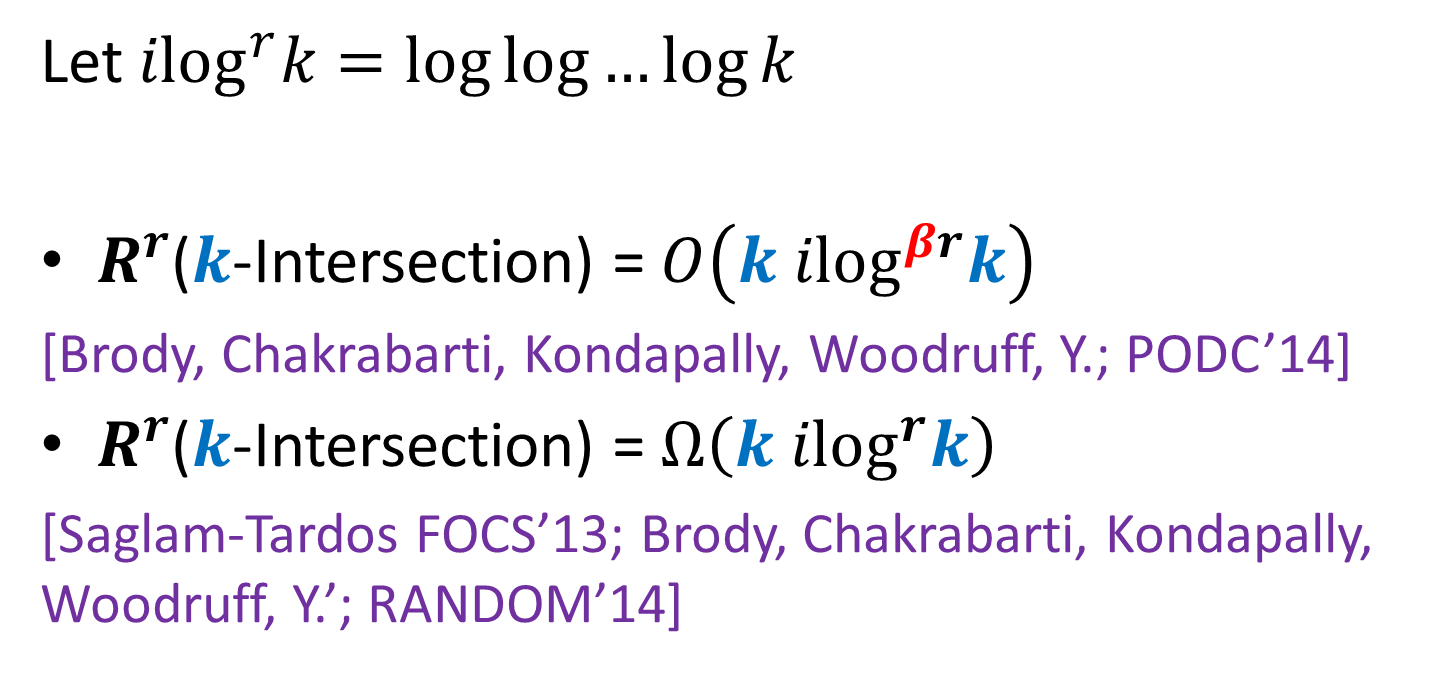 Let ilog^r k = log log … log k
• R^r(k-Intersection) = O(k ilog^{βr} k)
[Brody, Chakrabarti, Kondapally, Woodruff, Y.; PODC’14]
• R^r(k-Intersection) = Ω(k ilog^r k)
[Saglam-Tardos FOCS’13; Brody, Chakrabarti, Kondapally,
Woodruff, Y.’; RANDOM’14]